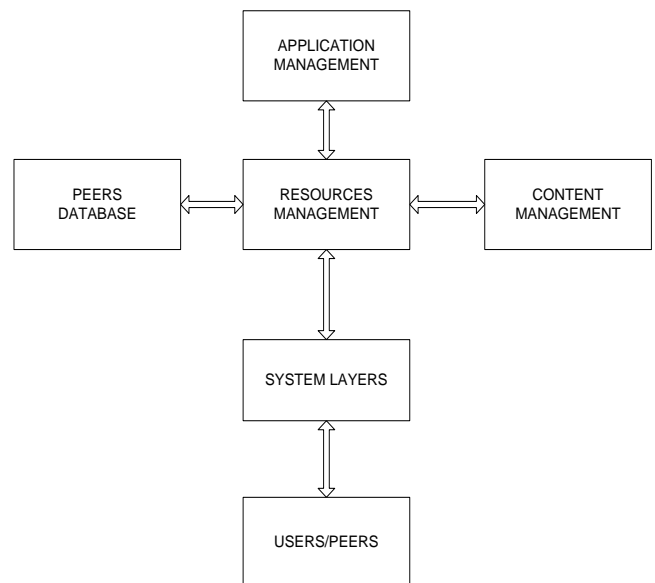 APPLICATION
MANAGEMENT
PEERS
DATABASE
RESOURCES
MANAGEMENT
CONTENT
MANAGEMENT
SYSTEM LAYERS
USERS/PEERS